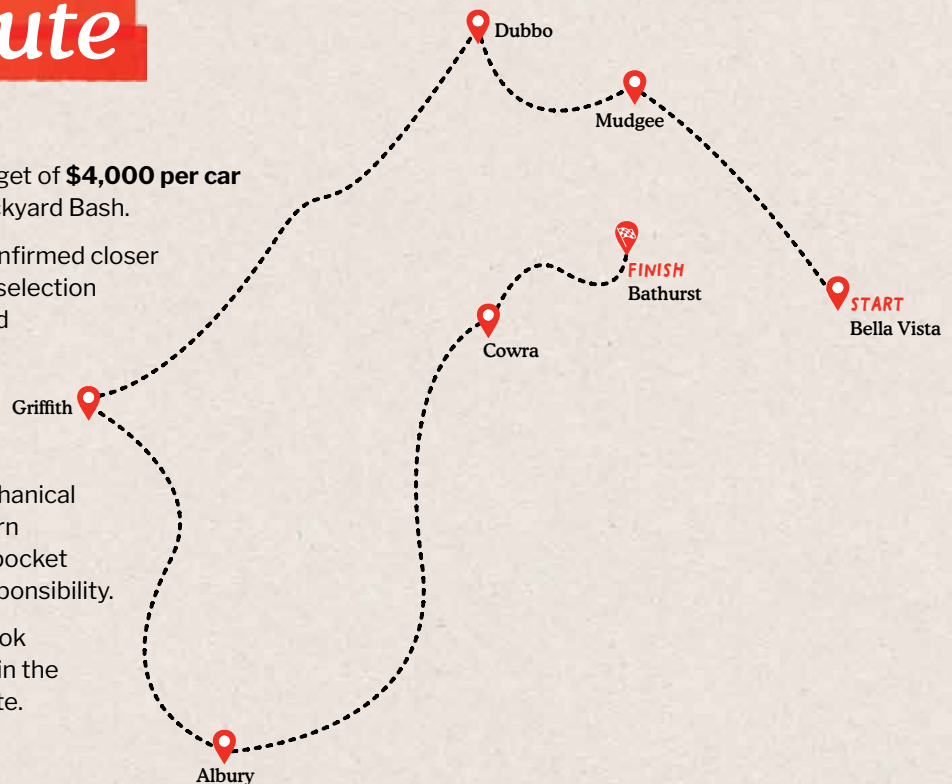 ute
get of $4,000 per car
ckyard Bash.
nfirmed closer
selection
d
hanical
rn
pocket
ponsibility.
ok
in the
te.
Dubbo
Mudgee
FINISH
Bathurst
START
Bella Vista
Cowra
Griffith
Albury